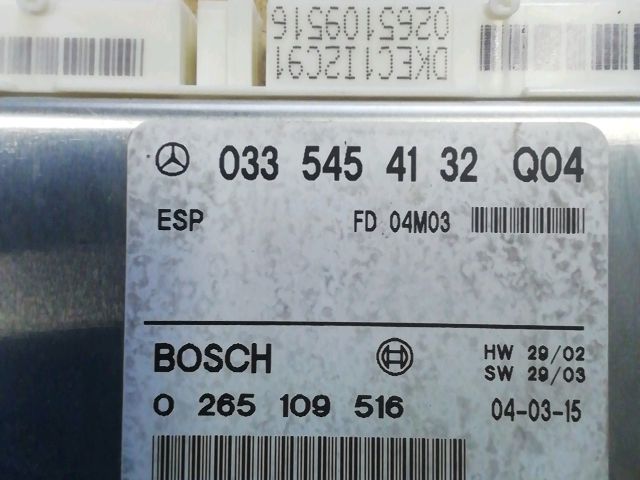 0265109516
DKEC1I2C91
033 545 41 32 Q04
ESP FD 04M03
BOSCH HW 29/02
SW 29/03
0 265 109 516 04-03-15